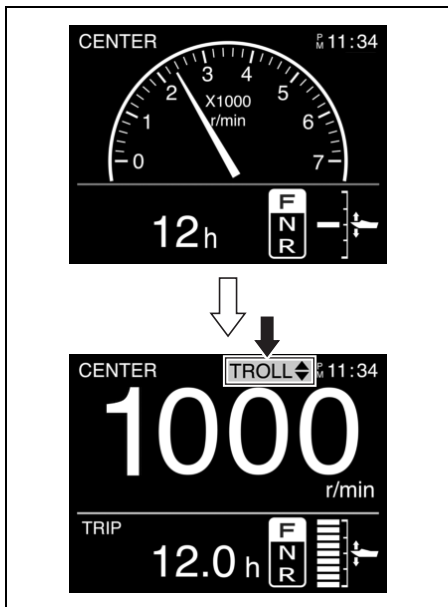 CENTER
PM 11:34
0 1 2 3 4 5 6 7
X1000
r/min
12h
F
N
R
CENTER
TROLL
PM 11:34
1000
r/min
TRIP
12.0 h
F
N
R